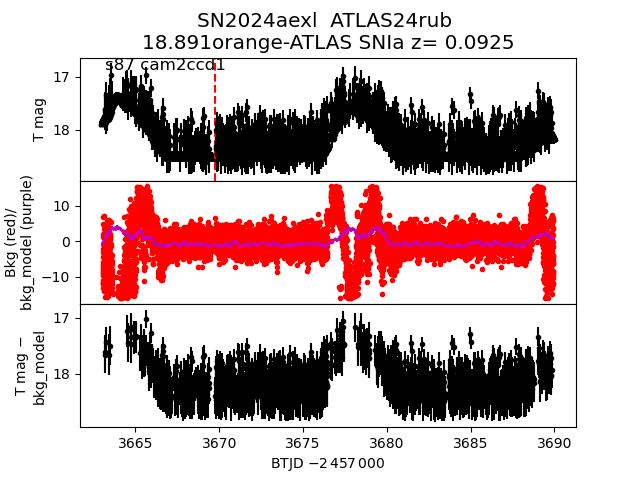 SN2024aexl  ATLAS24rub
18.891orange-ATLAS SNIa z= 0.0925
s87 cam2ccd1
17
18
T mag
10
0
−10
Bkg (red)/
bkg_model (purple)
17
18
T mag −
bkg_model
3665 3670 3675 3680 3685 3690
BTJD −2 457 000